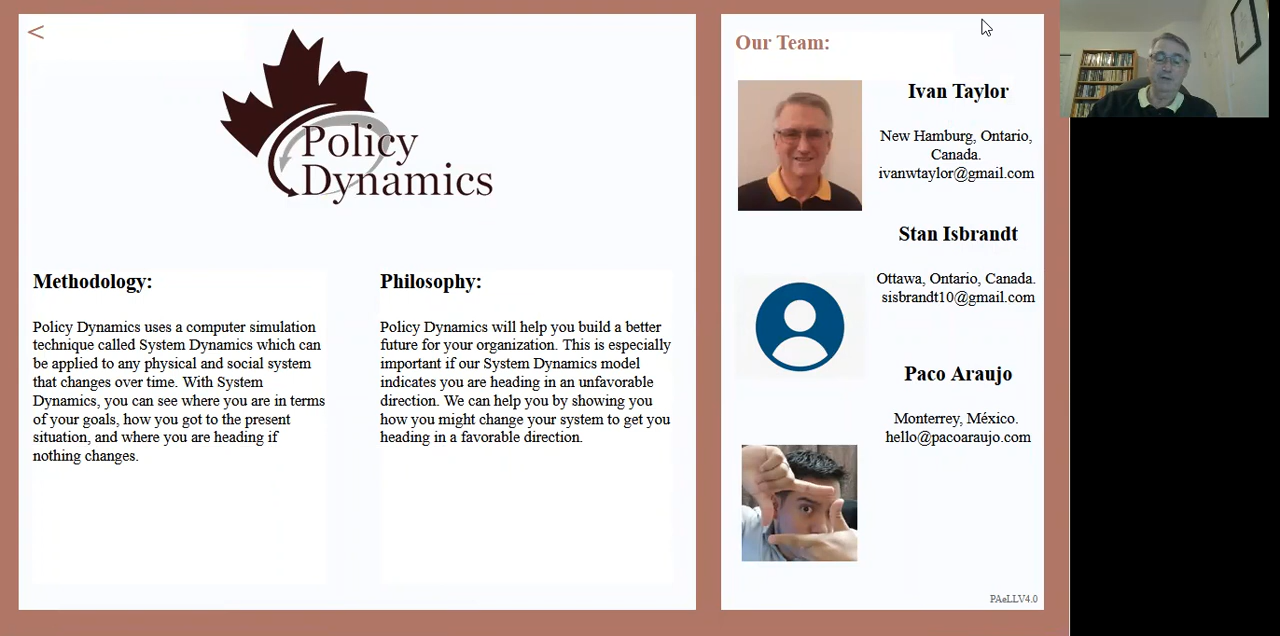 <
Policy
Dynamics
Methodology:
Policy Dynamics uses a computer simulation
technique called System Dynamics which can
be applied to any physical and social system
that changes over time. With System
Dynamics, you can see where you are in terms
of your goals, how you got to the present
situation, and where you are heading if
nothing changes.
Philosophy:
Policy Dynamics will help you build a better
future for your organization. This is especially
important if our System Dynamics model
indicates you are heading in an unfavorable
direction. We can help you by showing you
how you might change your system to get you
heading in a favorable direction.
Our Team:
Ivan Taylor
New Hamburg, Ontario,
Canada.
ivanwtaylor@gmail.com
Stan Isbrandt
Ottawa, Ontario, Canada.
sisbrandt10@gmail.com
Paco Araujo
Monterrey, México.
hello@pacoaraujo.com
PAeLLV4.0